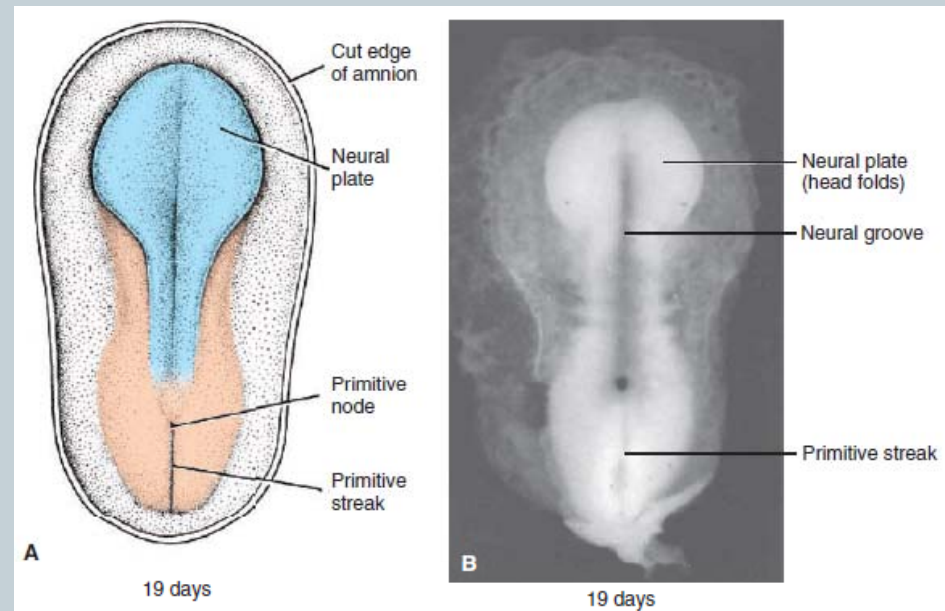 Cut edge
of amnion
Neural
plate
Primitive
node
Primitive
streak
A
19 days
Neural plate
(head folds)
Neural groove
Primitive streak
B
19 days